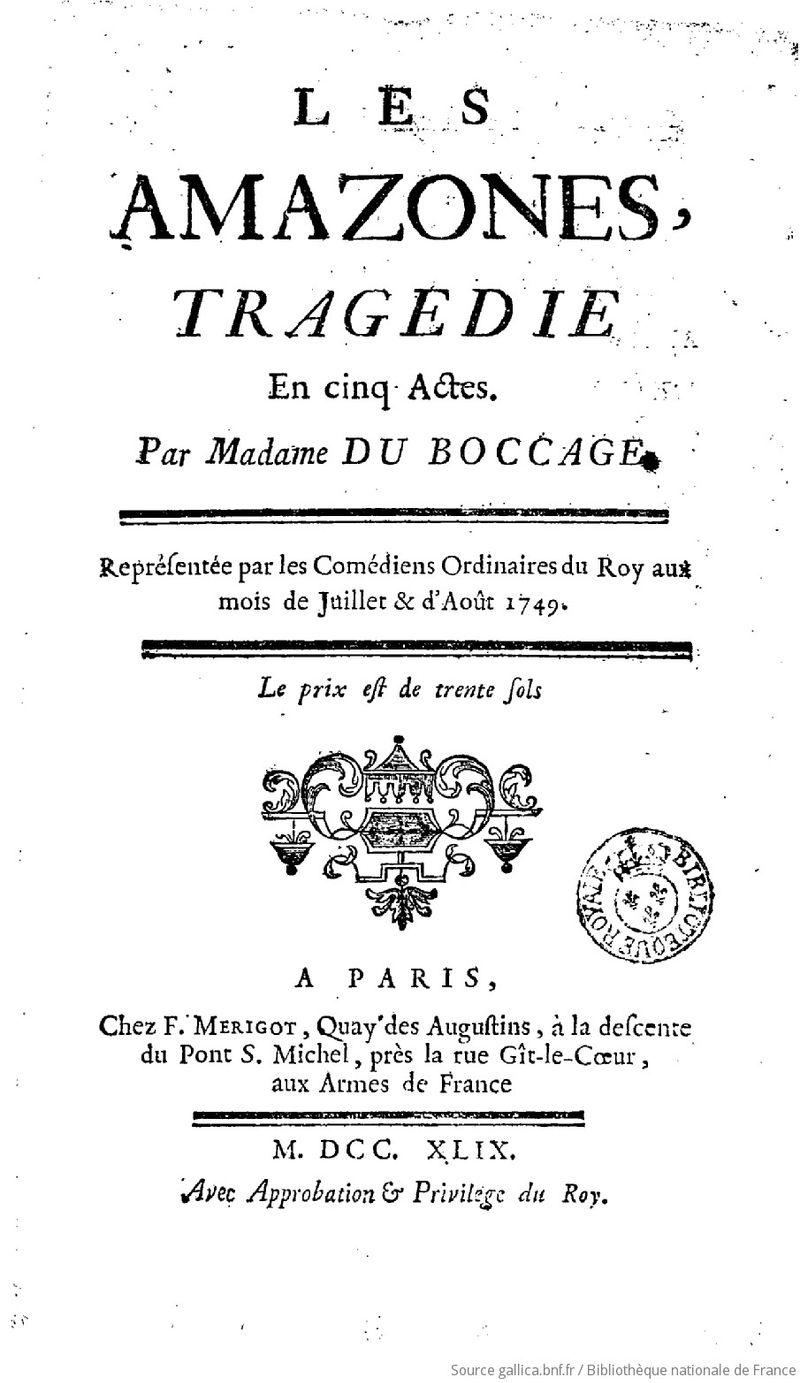 LES
AMAZONES,
TRAGEDIE
En cinq Actes.
Par Madame DU BOCCAGE.
Repréſentée par les Comédiens Ordinaires du Roy aux
mois de Juillet & d'Août 1749.
Le prix eſt de trente ſols
BIBLIOTEQUE ROYALE
A PARIS,
Chez F. MERIGOT, Quay des Auguſtins, à la deſcente
du Pont S. Michel, près la rue Gît-le-Cœur,
aux Armes de France
M. DCC. XLIX.
Avec Approbation & Privilége du Roy.
Source gallica.bnf.fr / Bibliothèque nationale de France